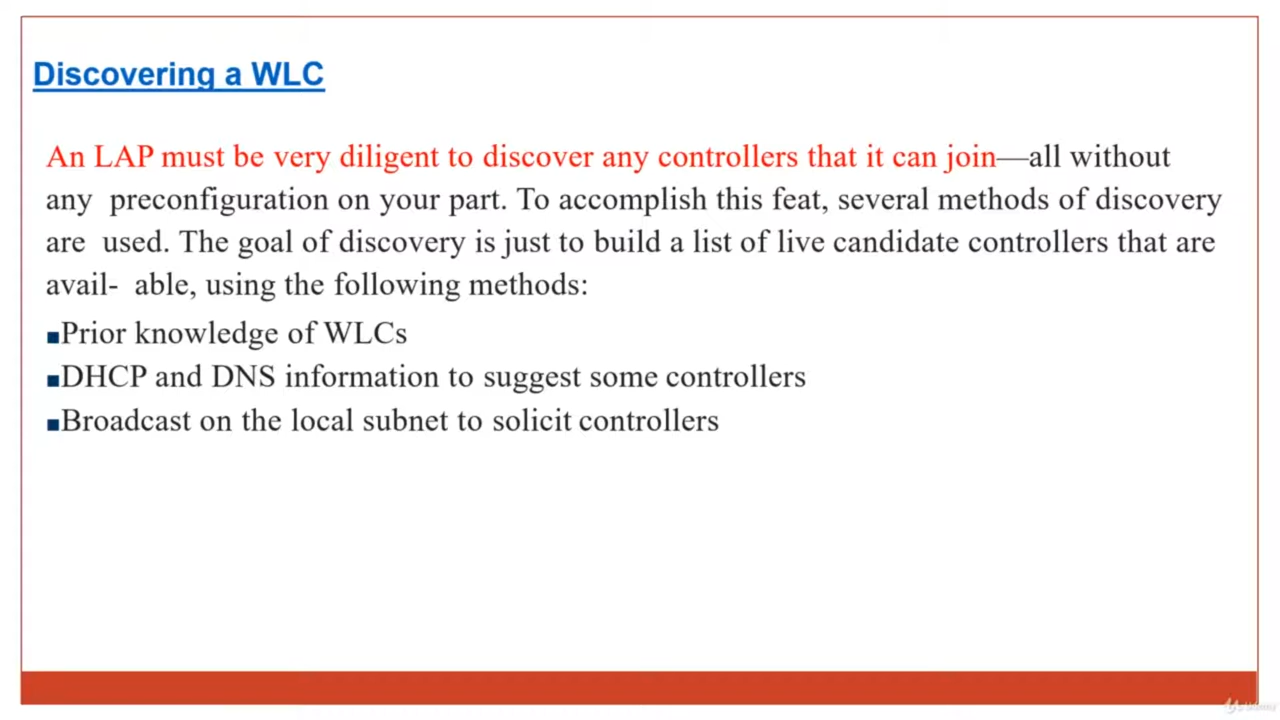 Discovering a WLC
An LAP must be very diligent to discover any controllers that it can join—all without
any preconfiguration on your part. To accomplish this feat, several methods of discovery
are used. The goal of discovery is just to build a list of live candidate controllers that are
avail- able, using the following methods:
■Prior knowledge of WLCs
■DHCP and DNS information to suggest some controllers
■Broadcast on the local subnet to solicit controllers
Udemy